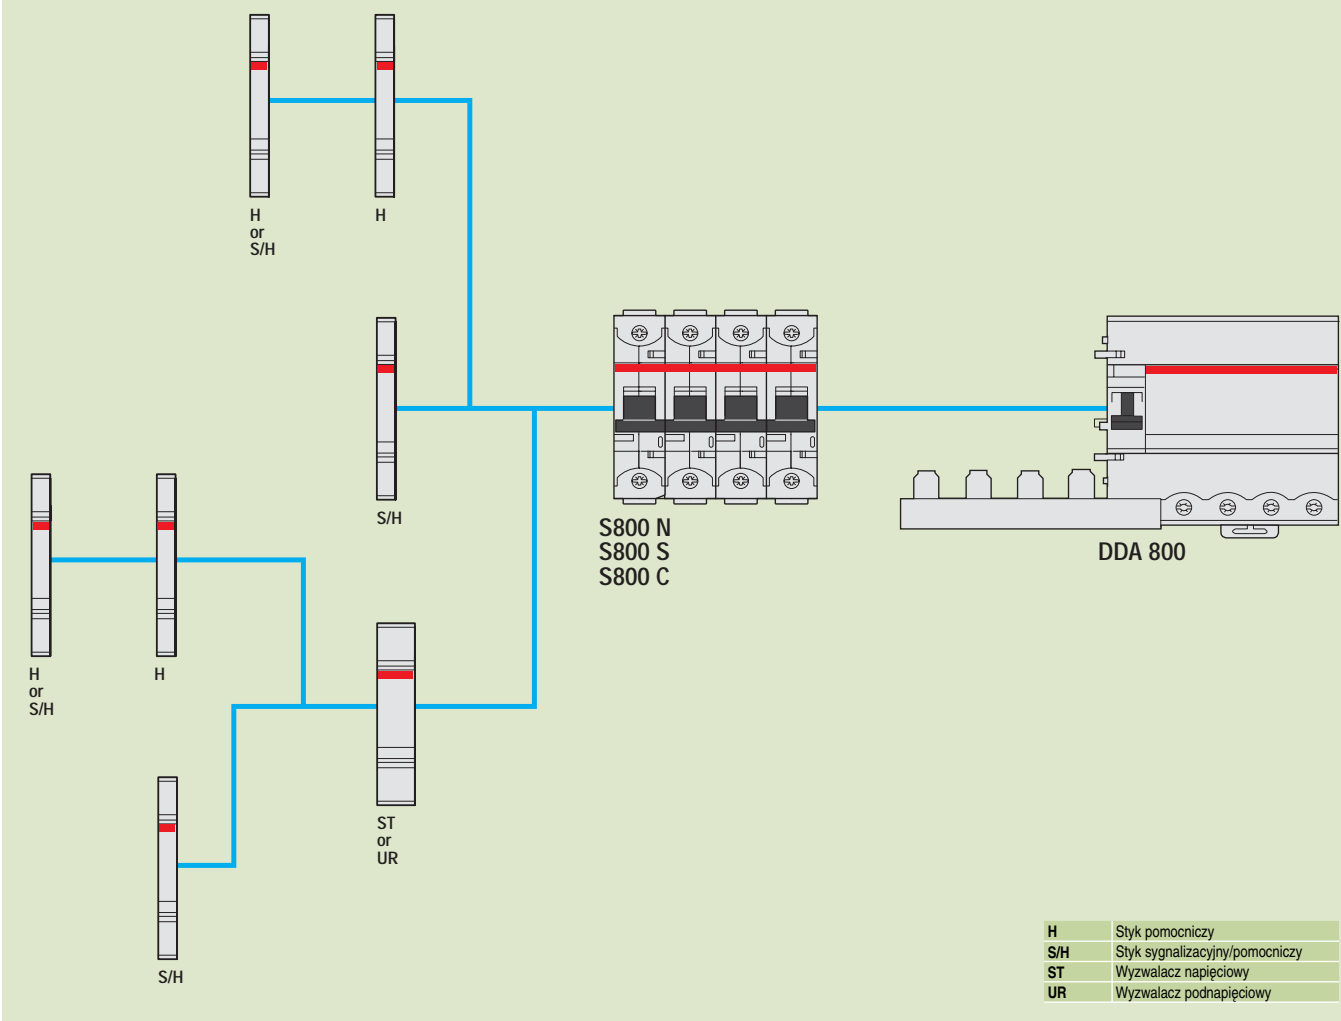 H
or
S/H
H
S/H
S800 N
S800 S
S800 C
DDA 800
H
or
S/H
H
ST
or
UR
S/H
H Styk pomocniczy
S/H Styk sygnalizacyjny/pomocniczy
ST Wyzwalacz napięciowy
UR Wyzwalacz podnapięciowy